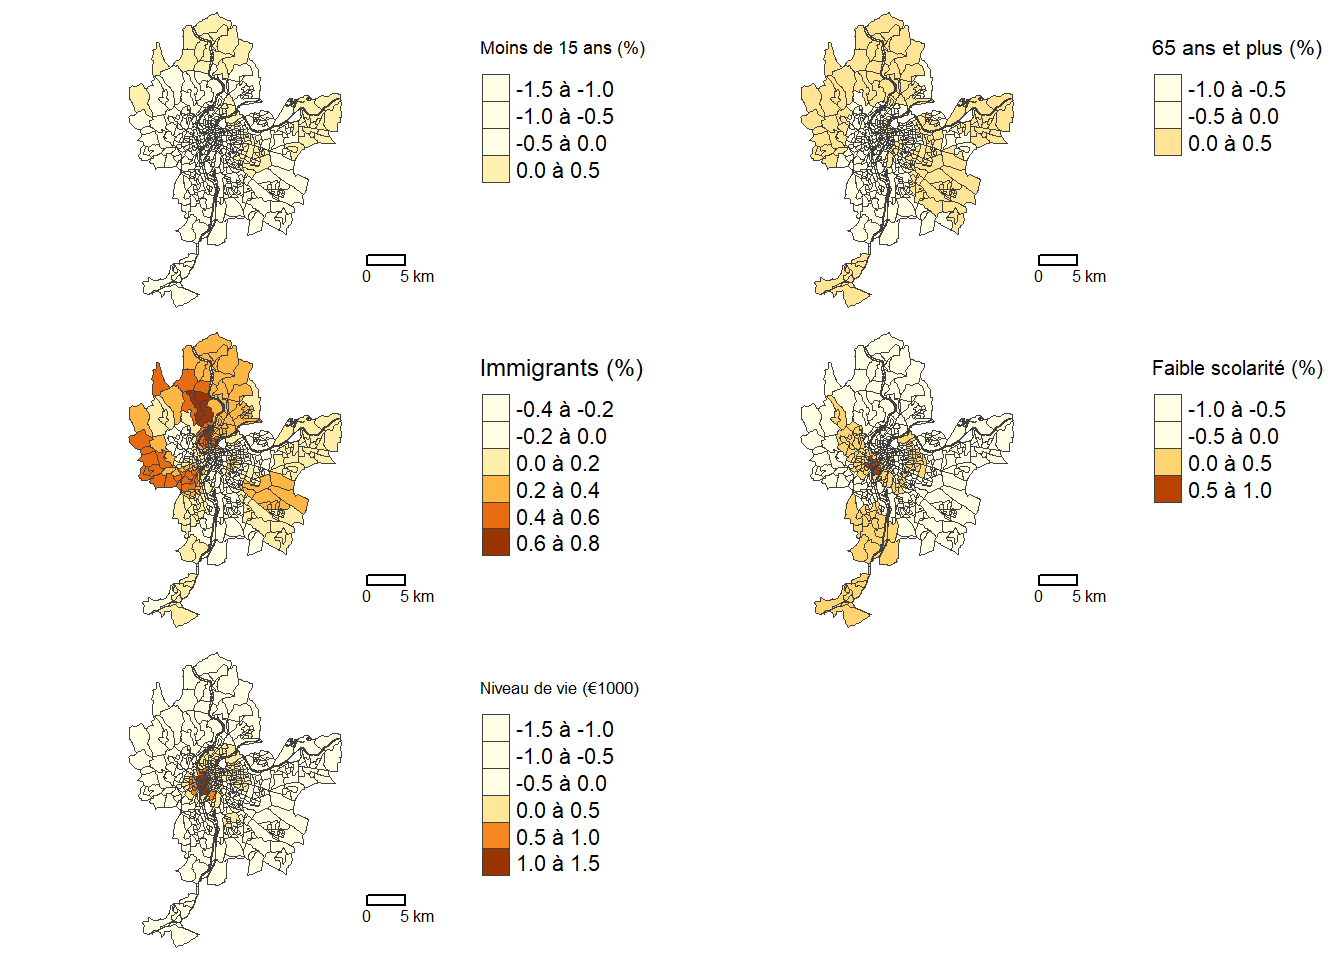 Moins de 15 ans (%)
-1.5 à -1.0
-1.0 à -0.5
-0.5 à 0.0
0.0 à 0.5
0 5 km
65 ans et plus (%)
-1.0 à -0.5
-0.5 à 0.0
0.0 à 0.5
0 5 km
Immigrants (%)
-0.4 à -0.2
-0.2 à 0.0
0.0 à 0.2
0.2 à 0.4
0.4 à 0.6
0.6 à 0.8
0 5 km
Faible scolarité (%)
-1.0 à -0.5
-0.5 à 0.0
0.0 à 0.5
0.5 à 1.0
0 5 km
Niveau de vie (€1000)
-1.5 à -1.0
-1.0 à -0.5
-0.5 à 0.0
0.0 à 0.5
0.5 à 1.0
1.0 à 1.5
0 5 km